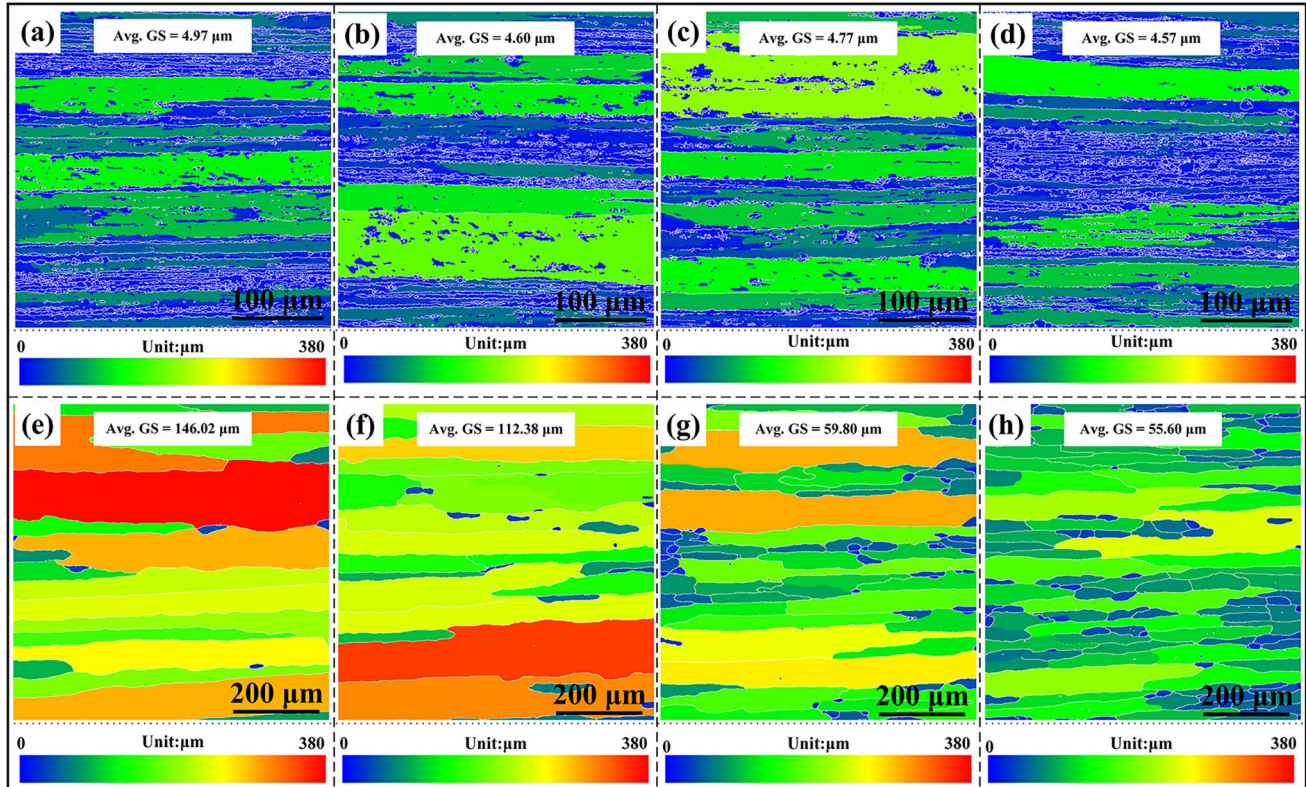 (a) Avg. GS = 4.97 μm
(b) Avg. GS = 4.60 μm
(c) Avg. GS = 4.77 μm
(d) Avg. GS = 4.57 μm
100 μm
100 μm
100 μm
100 μm
0 Unit:μm 380
0 Unit:μm 380
0 Unit:μm 380
0 Unit:μm 380
(e) Avg. GS = 146.02 μm
(f) Avg. GS = 112.38 μm
(g) Avg. GS = 59.80 μm
(h) Avg. GS = 55.60 μm
200 μm
200 μm
200 μm
200 μm
0 Unit:μm 380
0 Unit:μm 380
0 Unit:μm 380
0 Unit:μm 380